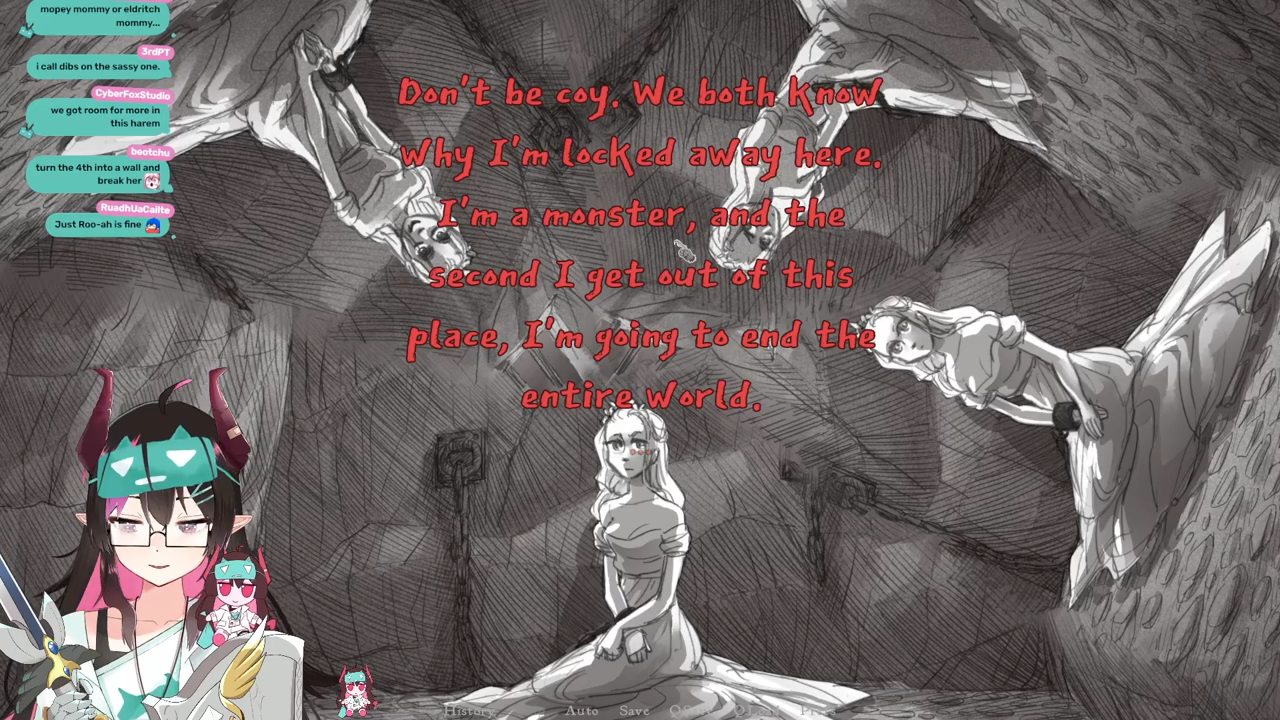 mopey mommy or eldritch
mommy...
3rdPT
i call dibs on the sassy one.
CyberFoxStudio
we got room for more in
this harem
beotchu
turn the 4th into a wall and
break her
RuadhUaCailte
Just Roo-ah is fine
Don't be coy. We both know
why I'm locked away here.
I'm a monster, and the
second I get out of this
place, I'm going to end the
entire world.
History
Auto
Save